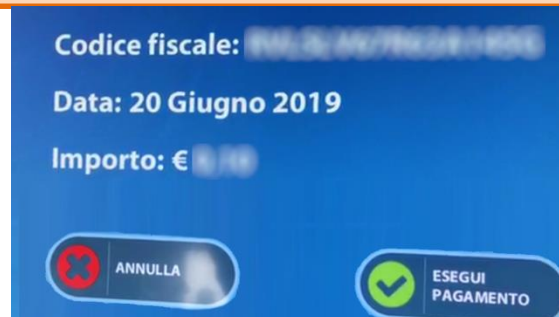 Codice fiscale:
Data: 20 Giugno 2019
Importo: €
ANNULLA
ESEGUI
PAGAMENTO